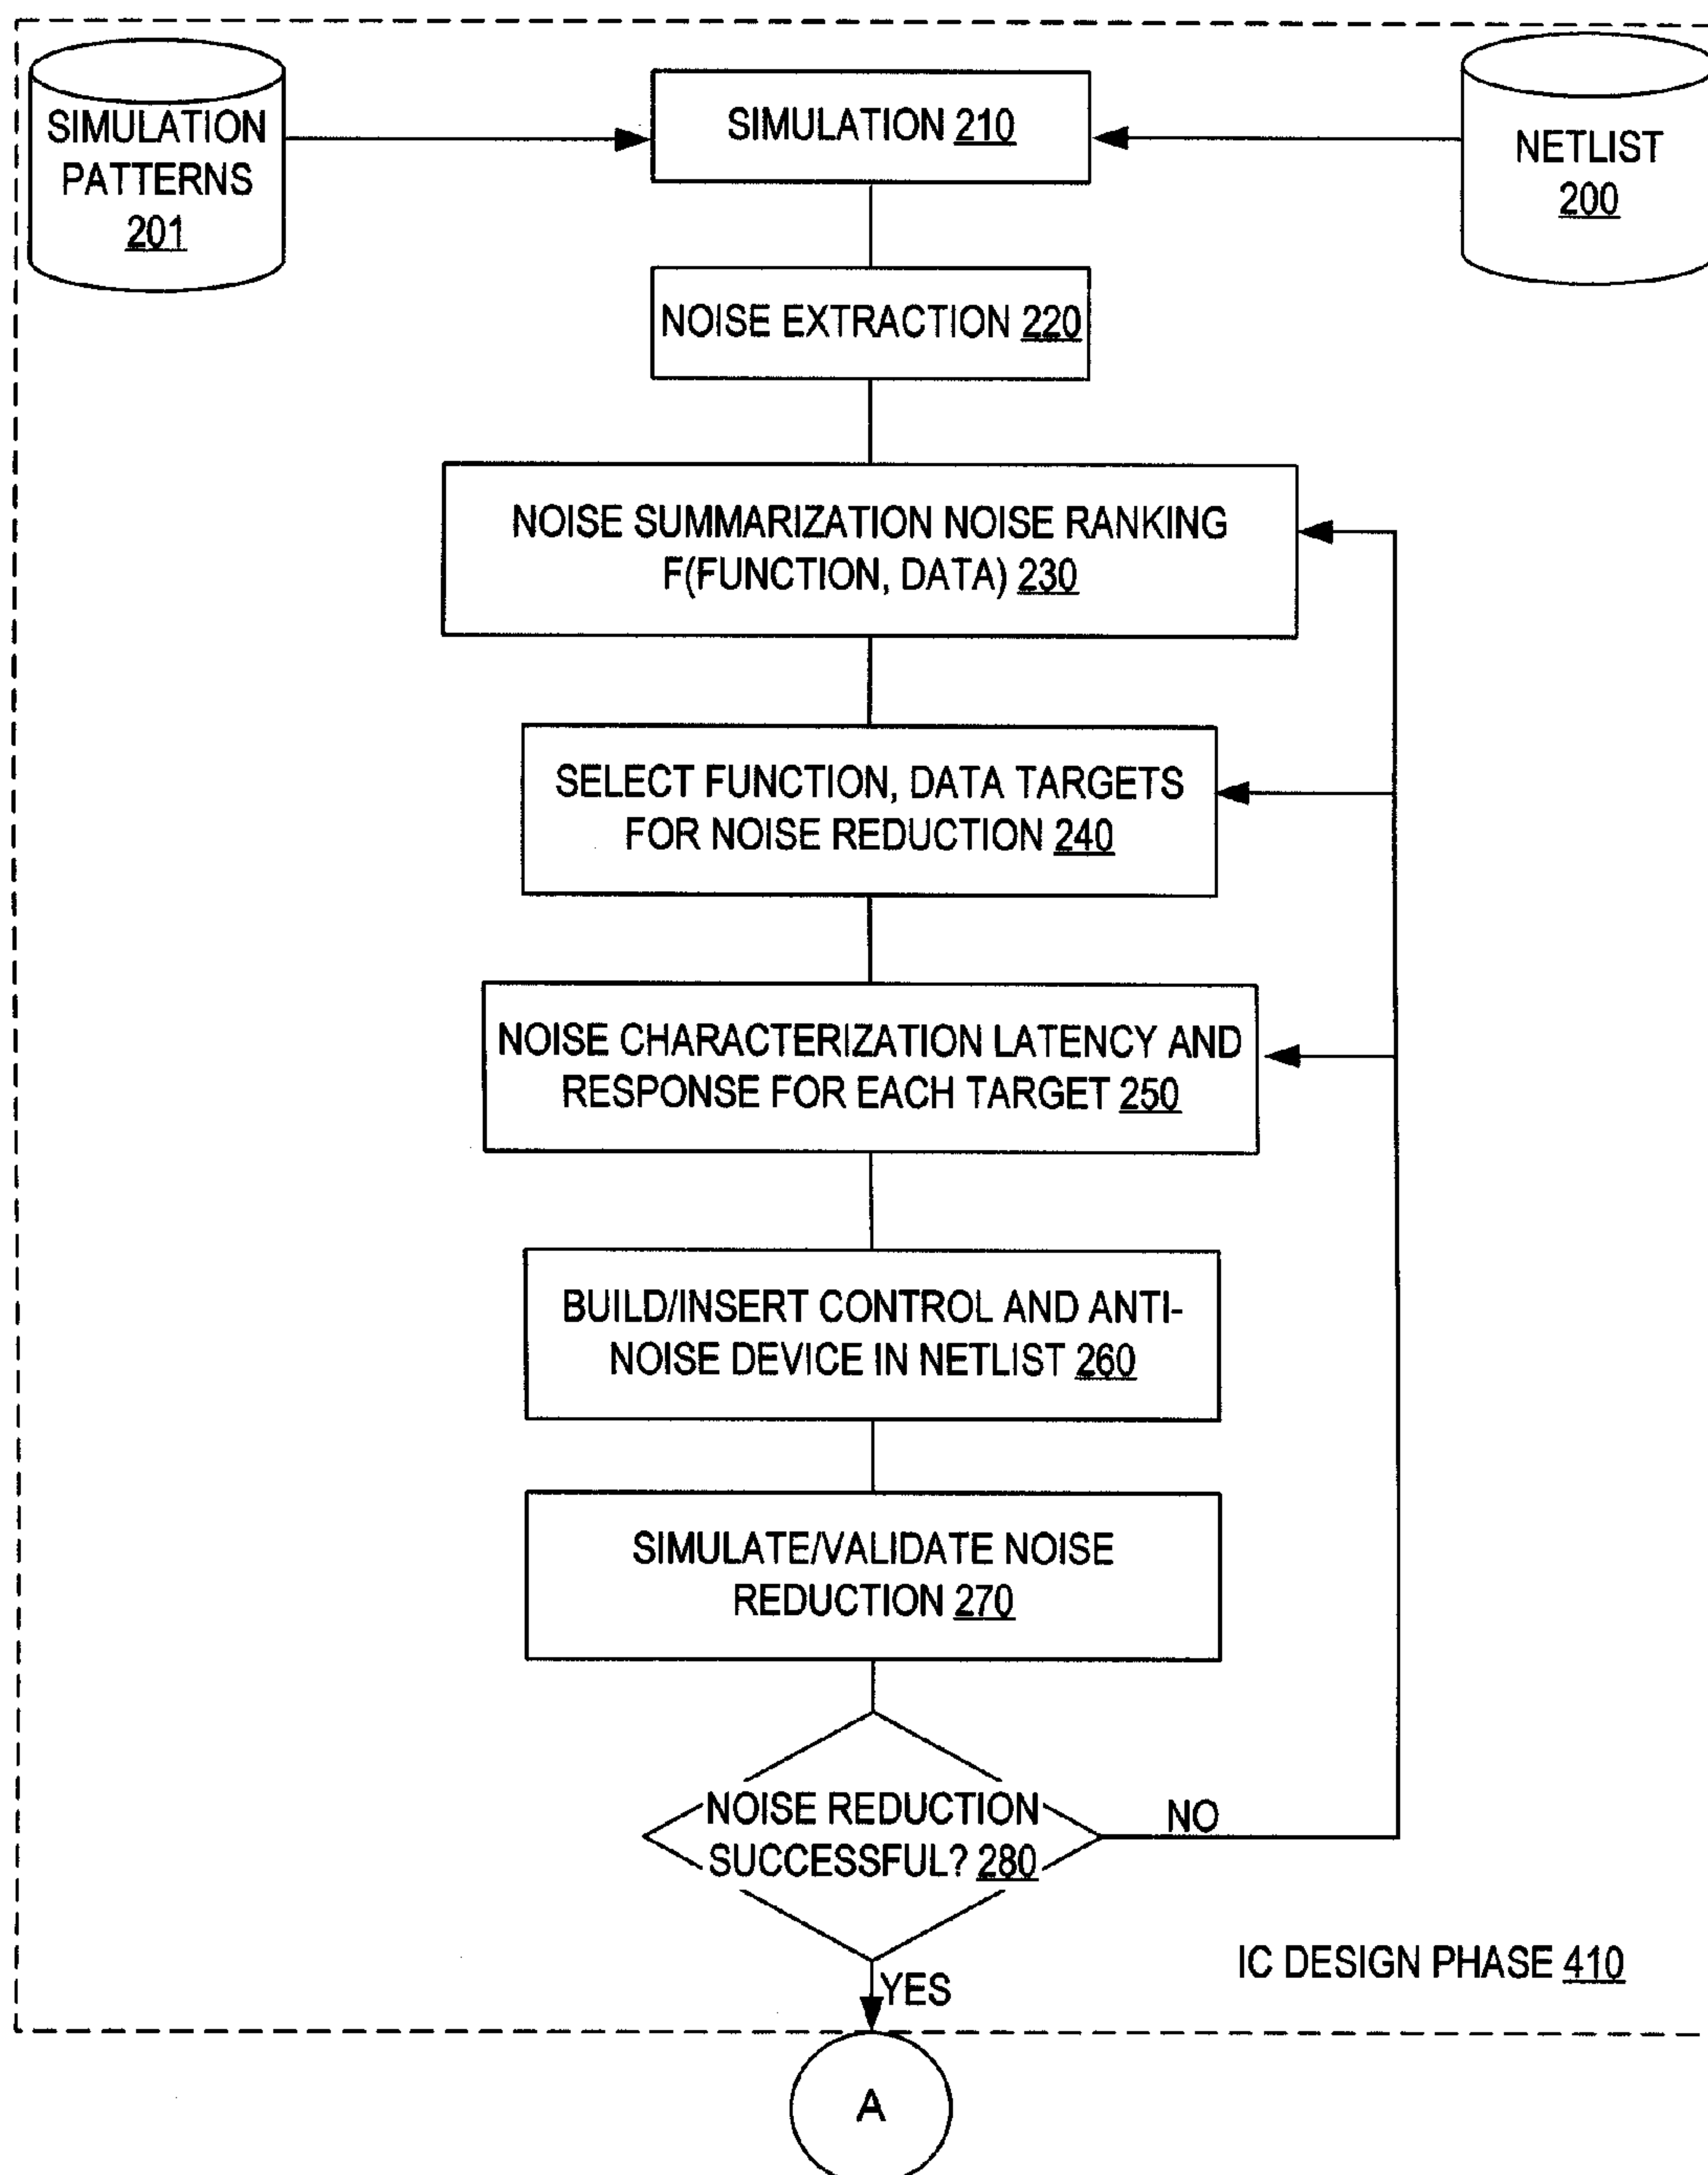 SIMULATION
PATTERNS
201
SIMULATION 210
NETLIST
200
NOISE EXTRACTION 220
NOISE SUMMARIZATION NOISE RANKING
F(FUNCTION, DATA) 230
SELECT FUNCTION, DATA TARGETS
FOR NOISE REDUCTION 240
NOISE CHARACTERIZATION LATENCY AND
RESPONSE FOR EACH TARGET 250
BUILD/INSERT CONTROL AND ANTI-
NOISE DEVICE IN NETLIST 260
SIMULATE/VALIDATE NOISE
REDUCTION 270
NOISE REDUCTION
SUCCESSFUL? 280
NO
YES
IC DESIGN PHASE 410
A